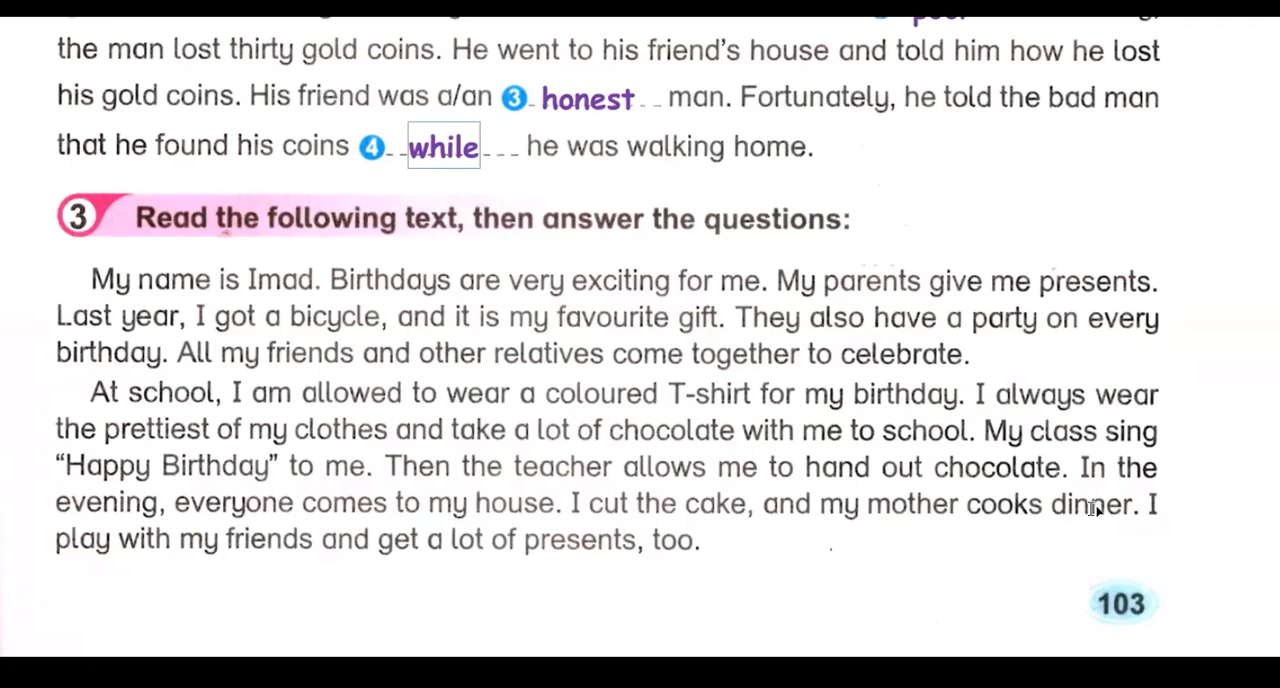 the man lost thirty gold coins. He went to his friend's house and told him how he lost
his gold coins. His friend was a/an 3 honest man. Fortunately, he told the bad man
that he found his coins 4 while he was walking home.
3 Read the following text, then answer the questions:
My name is Imad. Birthdays are very exciting for me. My parents give me presents.
Last year, I got a bicycle, and it is my favourite gift. They also have a party on every
birthday. All my friends and other relatives come together to celebrate.
At school, I am allowed to wear a coloured T-shirt for my birthday. I always wear
the prettiest of my clothes and take a lot of chocolate with me to school. My class sing
"Happy Birthday" to me. Then the teacher allows me to hand out chocolate. In the
evening, everyone comes to my house. I cut the cake, and my mother cooks dinner. I
play with my friends and get a lot of presents, too.
103